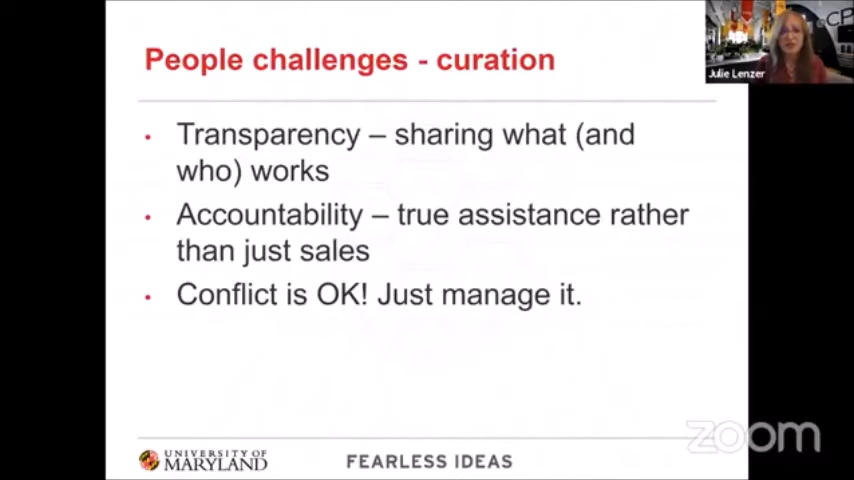 People challenges - curation
CP
Julie Lenzer
• Transparency – sharing what (and
who) works
• Accountability – true assistance rather
than just sales
• Conflict is OK! Just manage it.
zoom
UNIVERSITY OF
MARYLAND
FEARLESS IDEAS